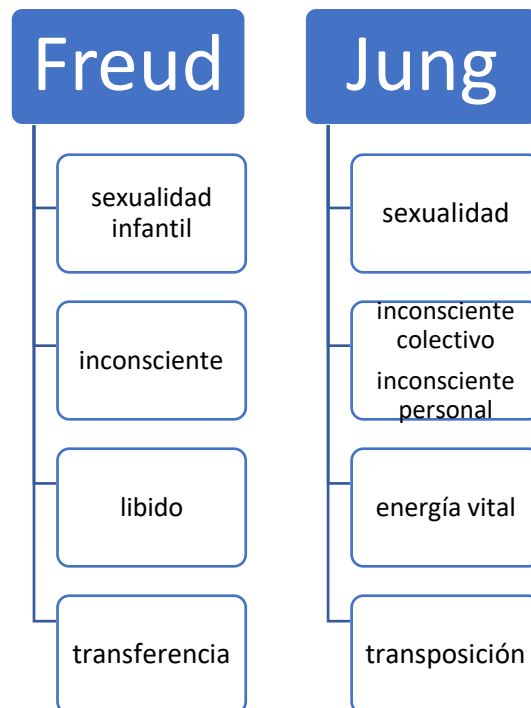 Freud
sexualidad
infantil
inconsciente
libido
transferencia
Jung
sexualidad
inconsciente
colectivo
inconsciente
personal
energía vital
transposición